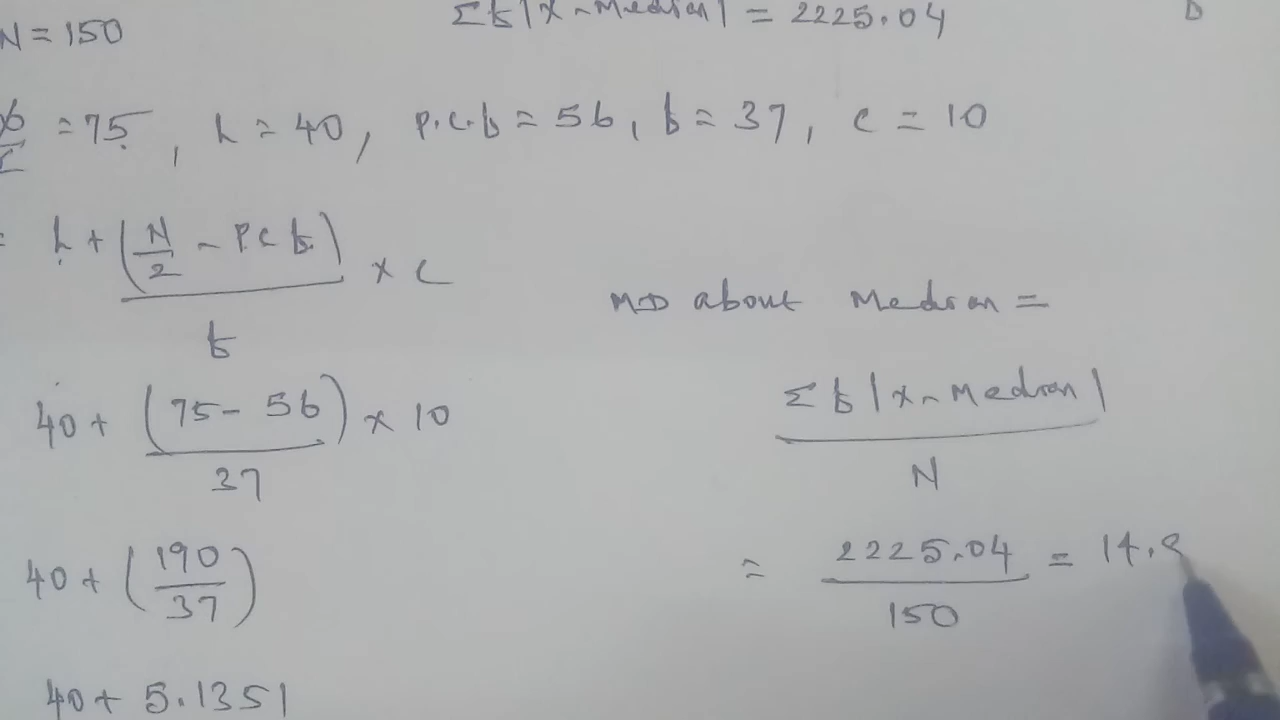 N = 150
Σf|x - Median| = 2225.04
= 75, L = 40, P.C.f = 56, f = 37, c = 10
= L + (N/2 - PCf)/f × C
40 + (75 - 56)/37 × 10
40 + (190/37)
40 + 5.1351
MD about Median =
Σf|x - Median|
N
= 2225.04/150 = 14.8